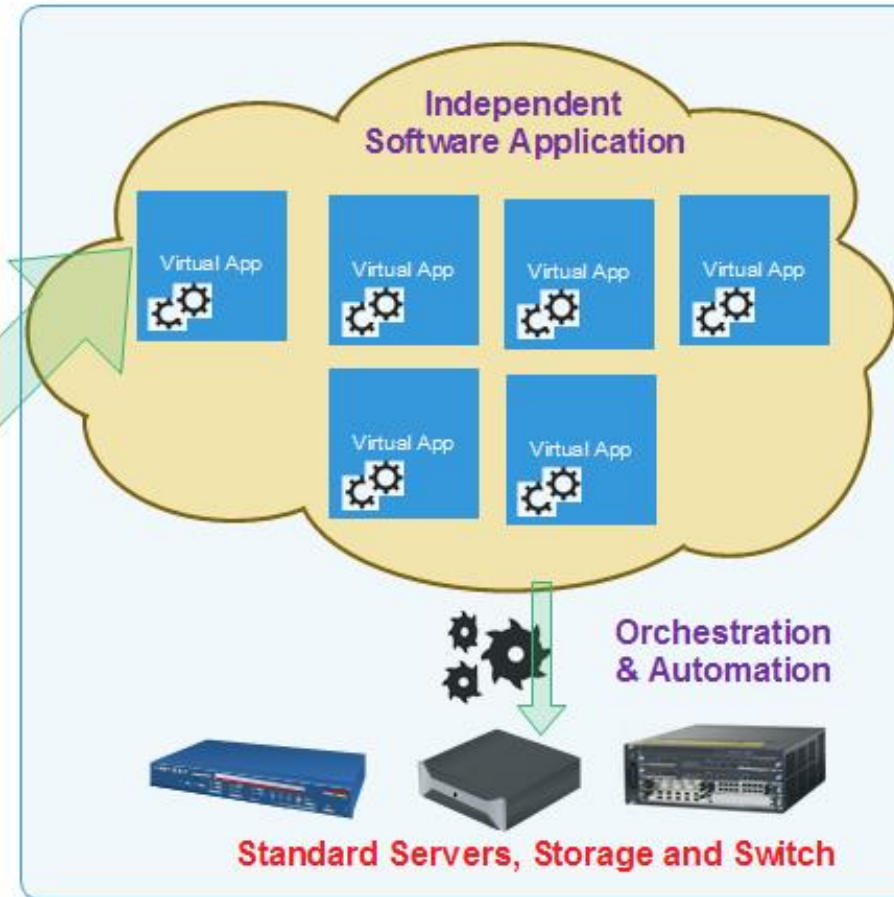 Independent
Software Application
Virtual App
Virtual App
Virtual App
Virtual App
Virtual App
Virtual App
Orchestration
& Automation
Standard Servers, Storage and Switch